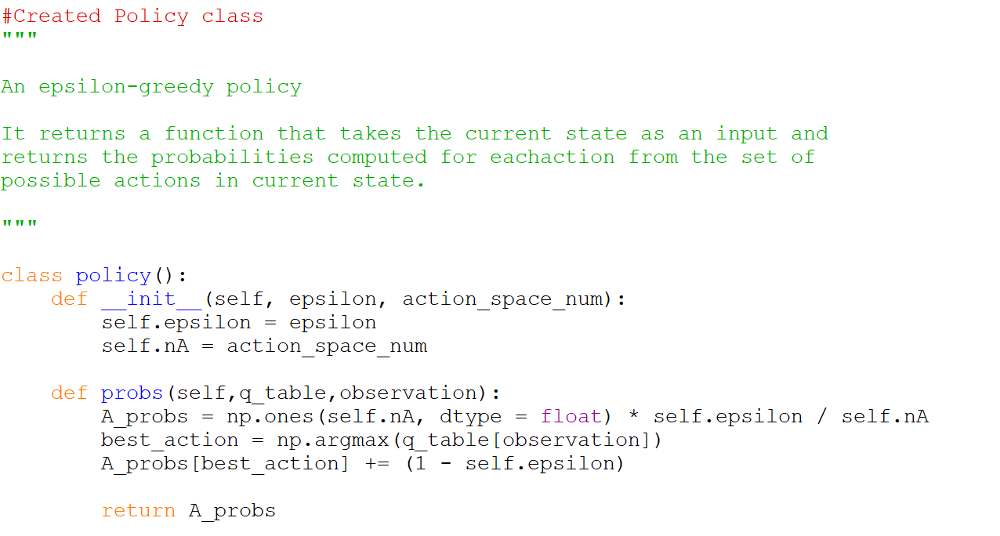 #Created Policy class
"""
An epsilon-greedy policy
It returns a function that takes the current state as an input and
returns the probabilities computed for eachaction from the set of
possible actions in current state.
"""
class policy():
    def __init__(self, epsilon, action_space_num):
        self.epsilon = epsilon
        self.nA = action_space_num
    def probs(self,q_table,observation):
        A_probs = np.ones(self.nA, dtype = float) * self.epsilon / self.nA
        best_action = np.argmax(q_table[observation])
        A_probs[best_action] += (1 - self.epsilon)
        return A_probs